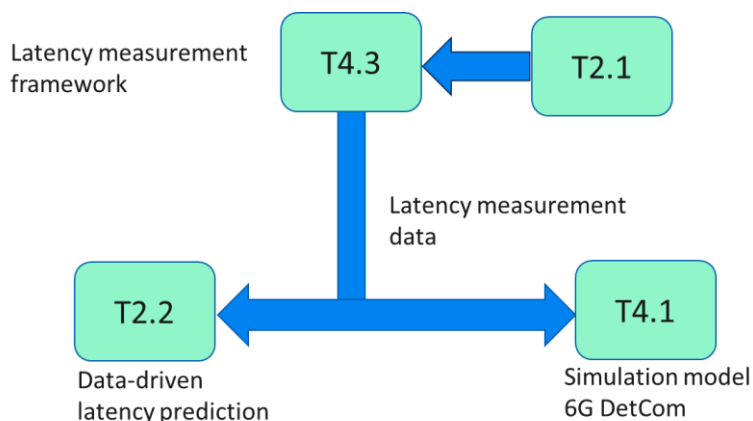 Latency measurement
framework
T4.3
T2.1
Latency measurement
data
T2.2
T4.1
Data-driven
latency prediction
Simulation model
6G DetCom